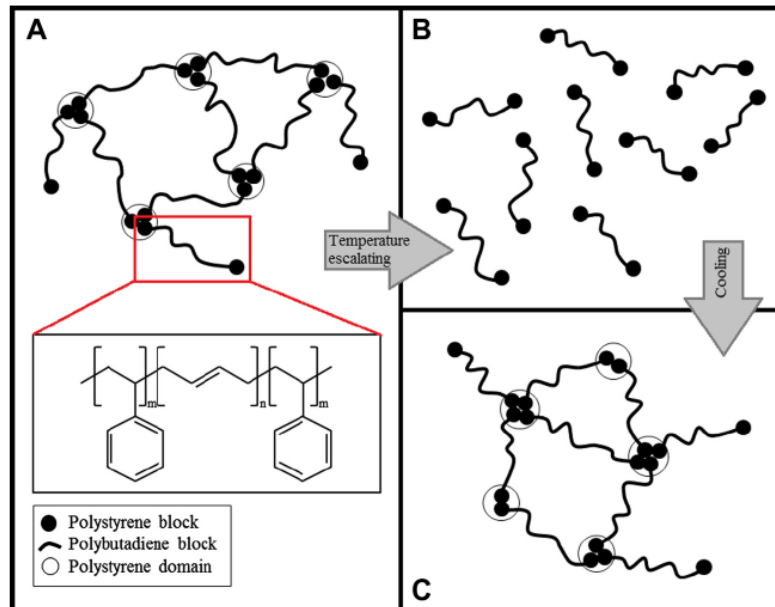 A
B
Temperature
escalating
Cooling
m
n
m
Polystyrene block
Polybutadiene block
Polystyrene domain
C